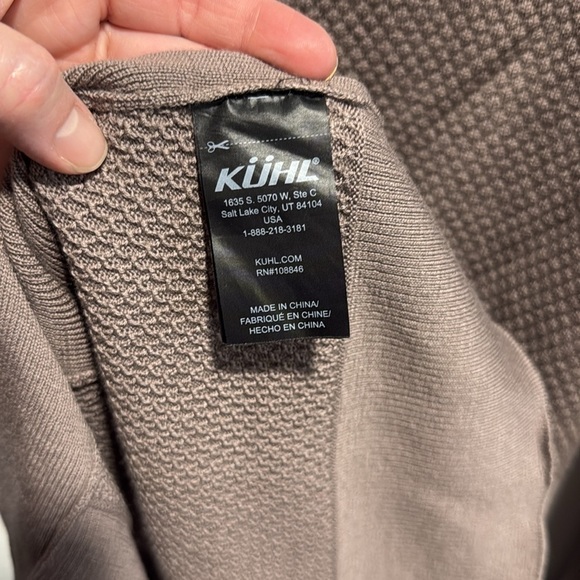 KÜHL®
1635 S. 5070 W, Ste C
Salt Lake City, UT 84104
USA
1-888-218-3181
KUHL.COM
RN#108846
MADE IN CHINA/
FABRIQUÉ EN CHINE/
HECHO EN CHINA